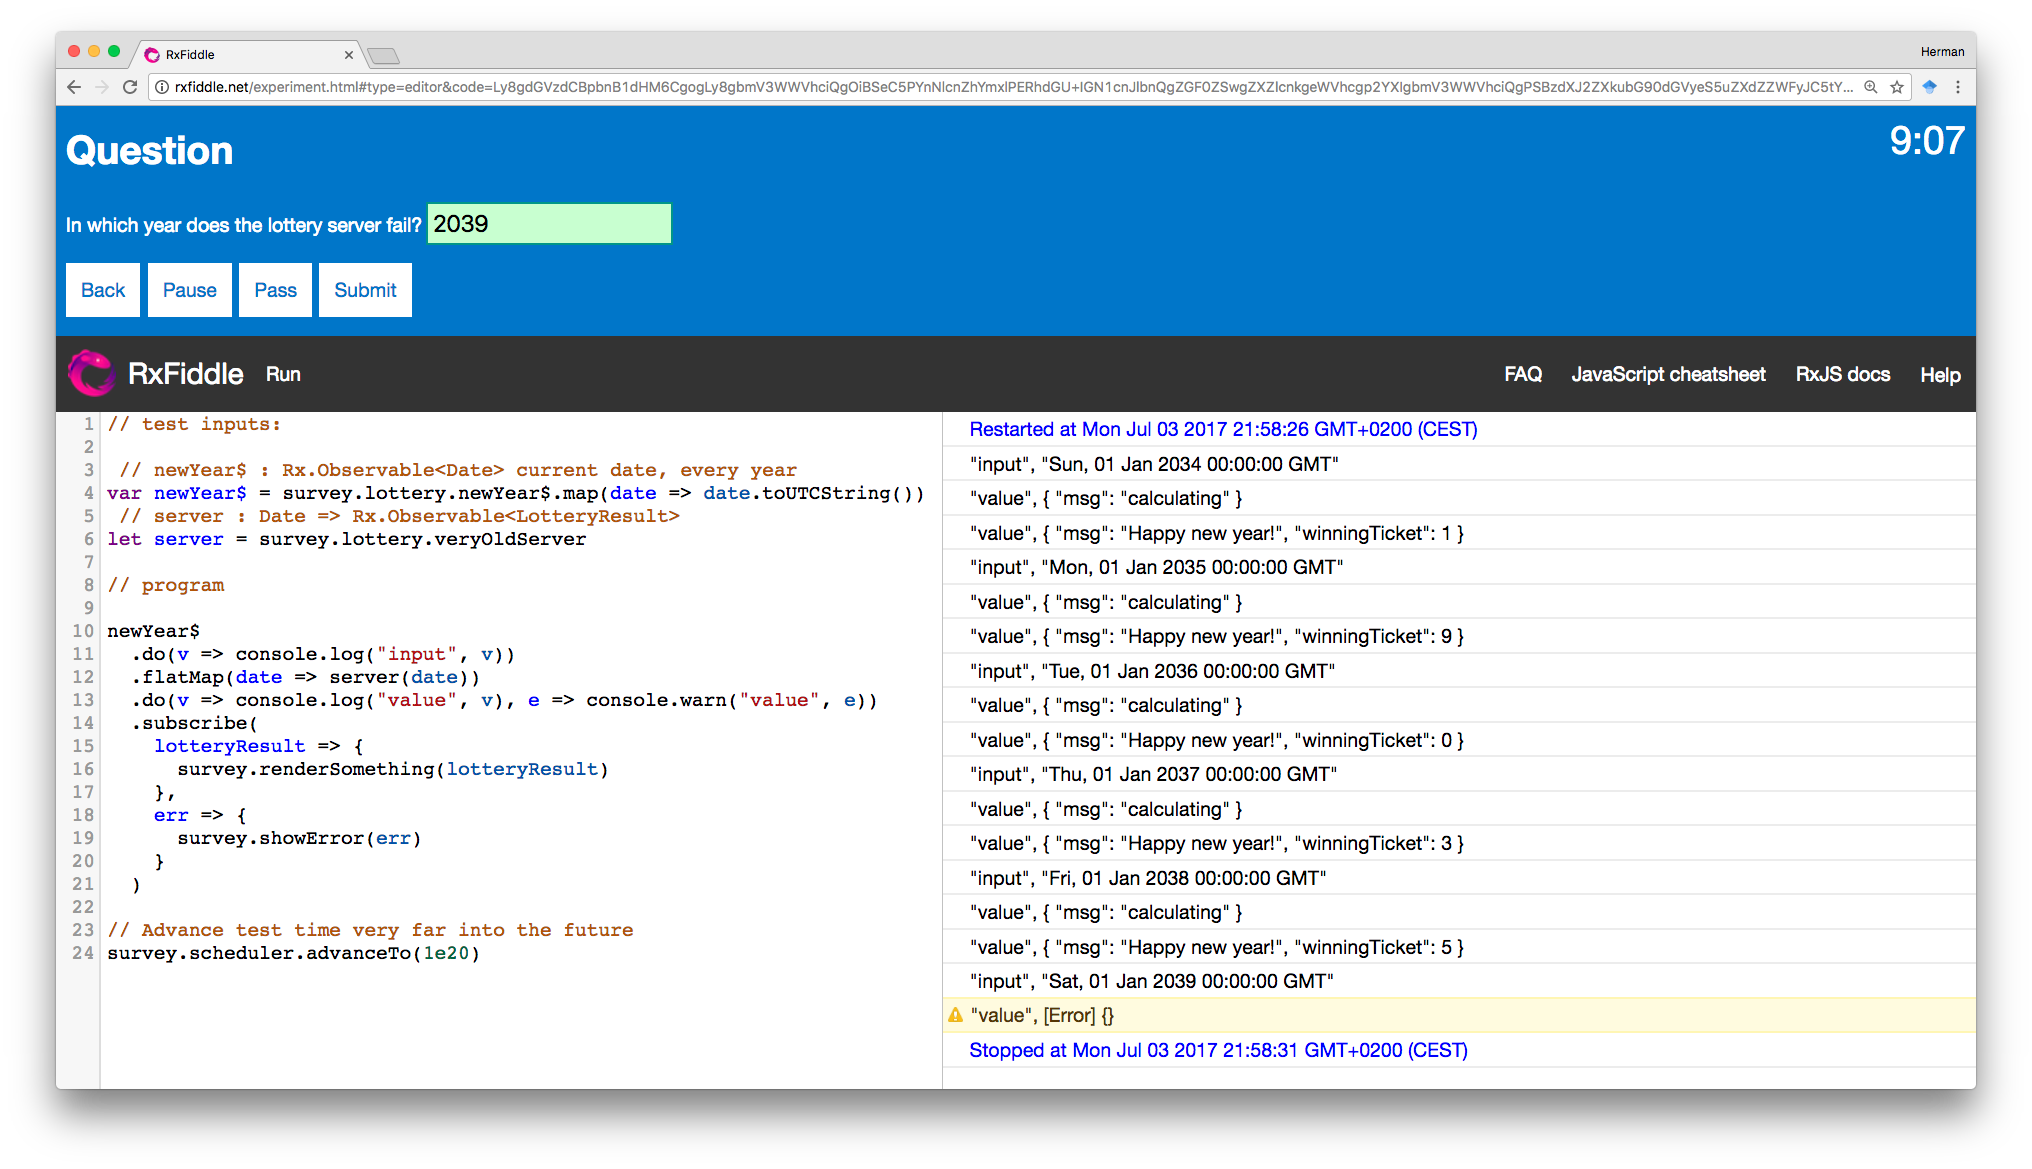 RxFiddle
Herman
rxfiddle.net/experiment.html#type=editor&code=Ly8gdGVzdCBpbnB1dHM6CgogLy8gbmV3WWVhciQgOiBSeC5PYnNlcnZhYmxlPERhdGU+IGN1cnJlbnQgZGF0ZSwgZXZlcnkgeWVhcgp2YXIgbmV3WWVhciQgPSBzdXJ2ZXkubG90dGVyeS5uZXdZZWFyJC5tY...
Question
9:07
In which year does the lottery server fail? 2039
Back Pause Pass Submit
RxFiddle Run FAQ JavaScript cheatsheet RxJS docs Help
1 // test inputs:
2
3 // newYear$ : Rx.Observable<Date> current date, every year
4 var newYear$ = survey.lottery.newYear$.map(date => date.toUTCString())
5 // server : Date => Rx.Observable<LotteryResult>
6 let server = survey.lottery.veryOldServer
7
8 // program
9
10 newYear$
11 .do(v => console.log("input", v))
12 .flatMap(date => server(date))
13 .do(v => console.log("value", v), e => console.warn("value", e))
14 .subscribe(
15 lotteryResult => {
16 survey.renderSomething(lotteryResult)
17 },
18 err => {
19 survey.showError(err)
20 }
21 )
22
23 // Advance test time very far into the future
24 survey.scheduler.advanceTo(1e20)
Restarted at Mon Jul 03 2017 21:58:26 GMT+0200 (CEST)
"input", "Sun, 01 Jan 2034 00:00:00 GMT"
"value", { "msg": "calculating" }
"value", { "msg": "Happy new year!", "winningTicket": 1 }
"input", "Mon, 01 Jan 2035 00:00:00 GMT"
"value", { "msg": "calculating" }
"value", { "msg": "Happy new year!", "winningTicket": 9 }
"input", "Tue, 01 Jan 2036 00:00:00 GMT"
"value", { "msg": "calculating" }
"value", { "msg": "Happy new year!", "winningTicket": 0 }
"input", "Thu, 01 Jan 2037 00:00:00 GMT"
"value", { "msg": "calculating" }
"value", { "msg": "Happy new year!", "winningTicket": 3 }
"input", "Fri, 01 Jan 2038 00:00:00 GMT"
"value", { "msg": "calculating" }
"value", { "msg": "Happy new year!", "winningTicket": 5 }
"input", "Sat, 01 Jan 2039 00:00:00 GMT"
"value", [Error] {}
Stopped at Mon Jul 03 2017 21:58:31 GMT+0200 (CEST)